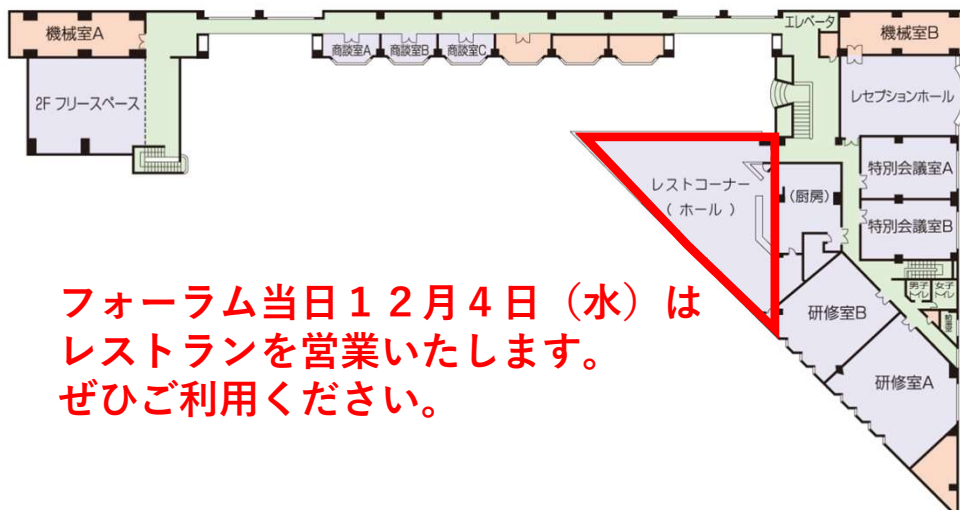 機械室A
エレベータ
機械室B
商談室A
商談室B
商談室C
2F フリースペース
レセプションホール
特別会議室A
レストコーナー
(ホール)
(厨房)
特別会議室B
男子
トイレ
女子
トイレ
研修室B
研修室A
フォーラム当日１２月４日（水）は
レストランを営業いたします。
ぜひご利用ください。